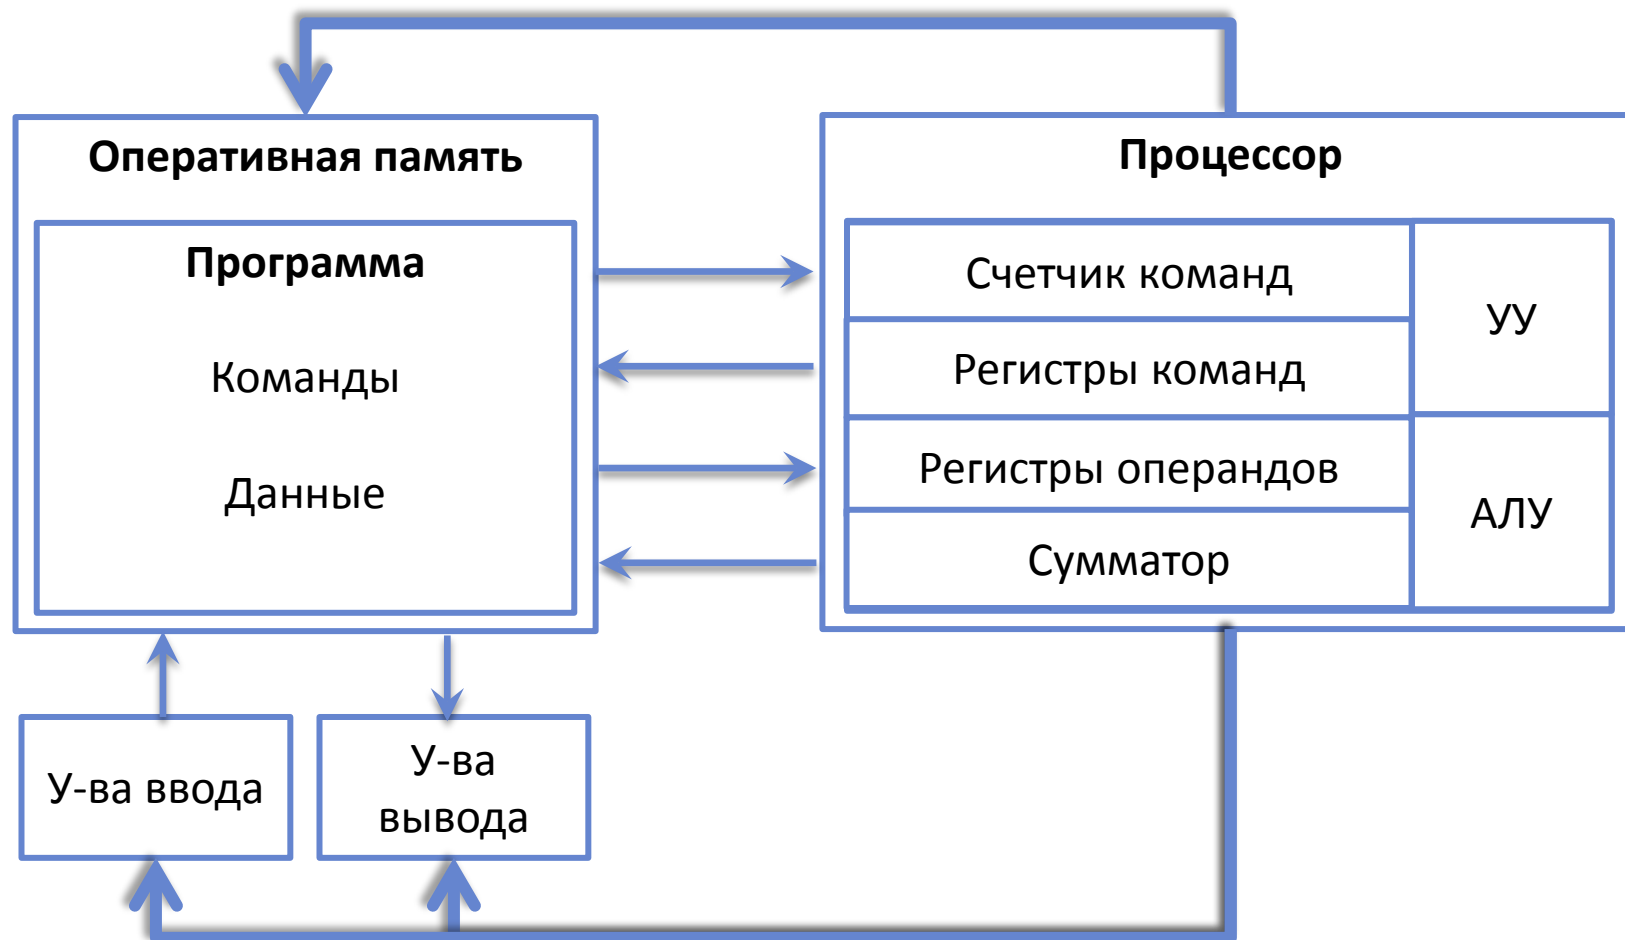 Оперативная память
Программа
Команды
Данные
Процессор
Счетчик команд
Регистры команд
Регистры операндов
Сумматор
УУ
АЛУ
У-ва ввода
У-ва
вывода